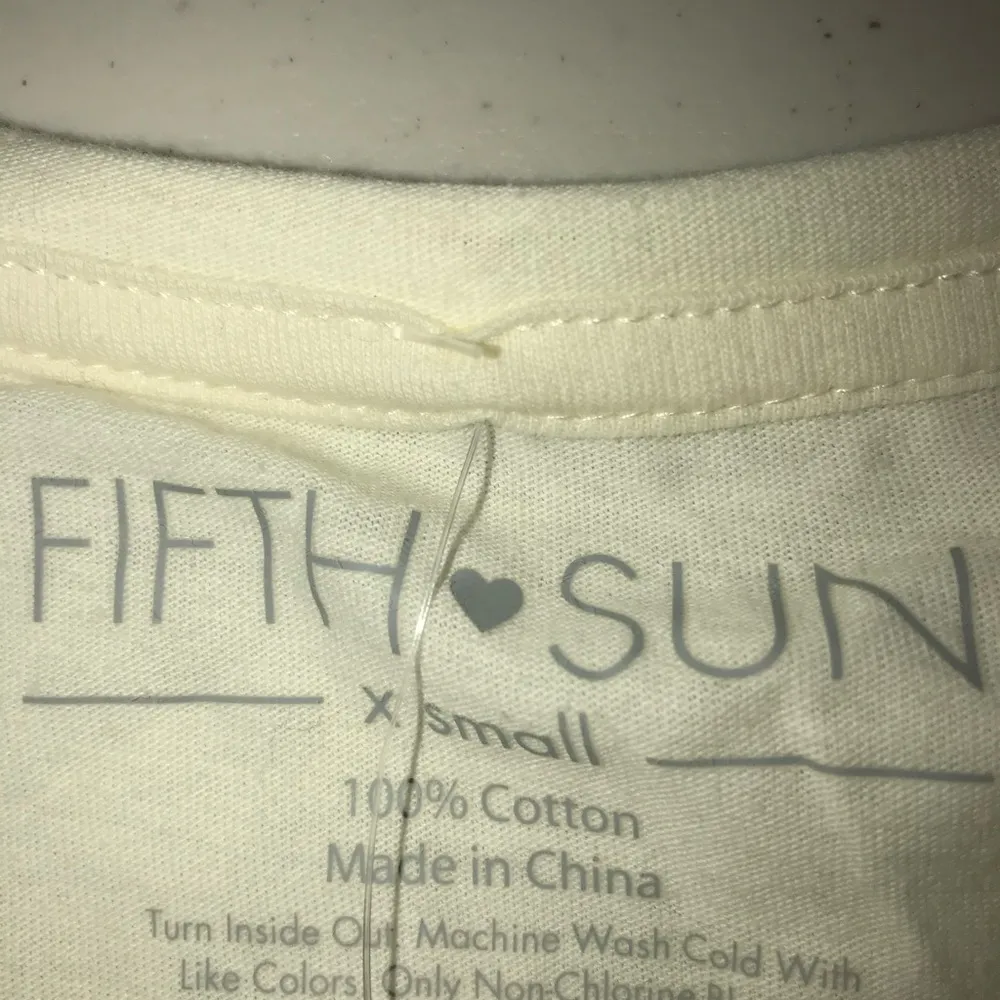 FIFTH SUN
x small
100% Cotton
Made in China
Turn Inside Out Machine Wash Cold With
Like Colors Only Non-Chlorine